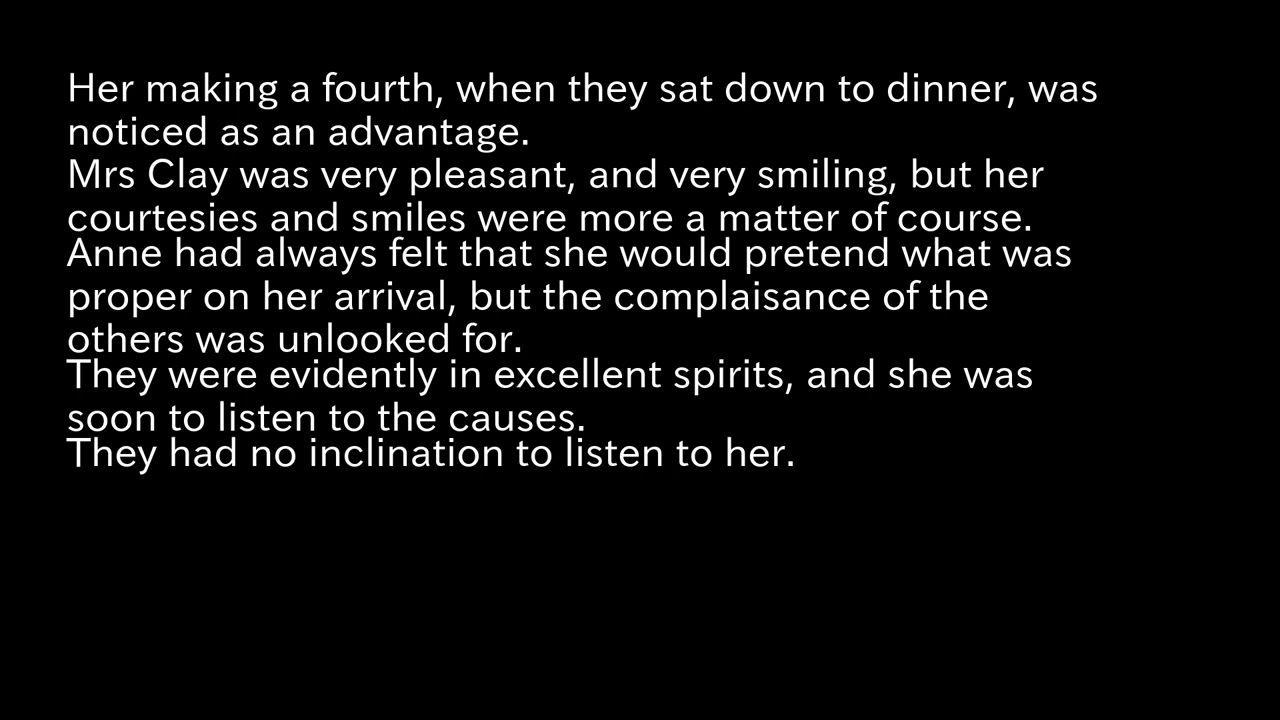 Her making a fourth, when they sat down to dinner, was
noticed as an advantage.
Mrs Clay was very pleasant, and very smiling, but her
courtesies and smiles were more a matter of course.
Anne had always felt that she would pretend what was
proper on her arrival, but the complaisance of the
others was unlooked for.
They were evidently in excellent spirits, and she was
soon to listen to the causes.
They had no inclination to listen to her.